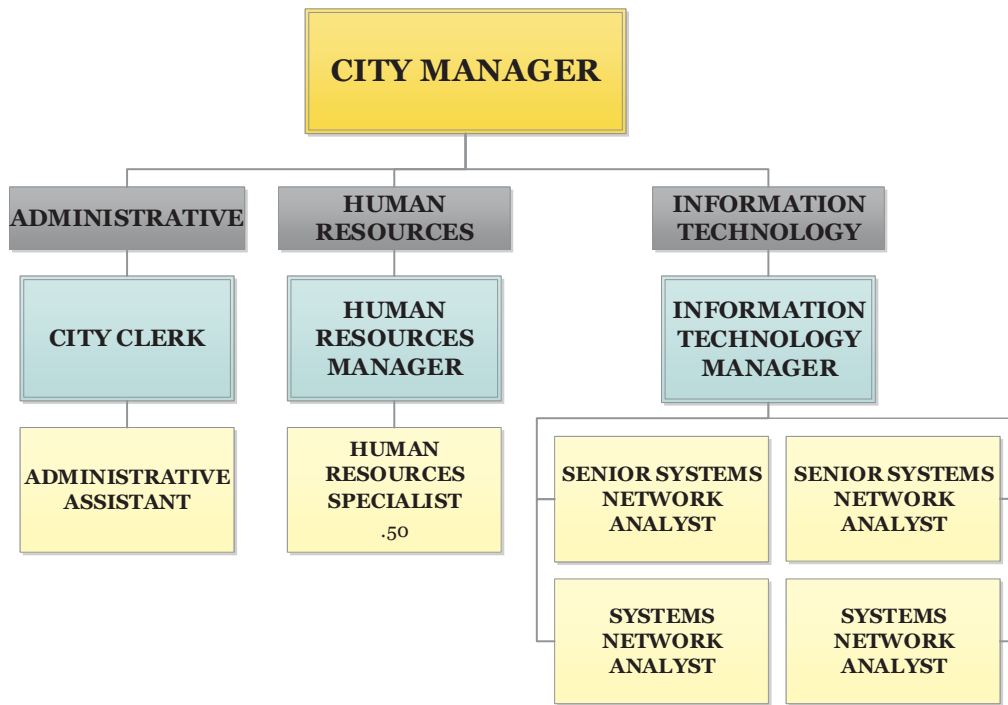 CITY MANAGER
ADMINISTRATIVE
HUMAN
RESOURCES
INFORMATION
TECHNOLOGY
CITY CLERK
HUMAN
RESOURCES
MANAGER
INFORMATION
TECHNOLOGY
MANAGER
ADMINISTRATIVE
ASSISTANT
HUMAN
RESOURCES
SPECIALIST
.50
SENIOR SYSTEMS
NETWORK
ANALYST
SENIOR SYSTEMS
NETWORK
ANALYST
SYSTEMS
NETWORK
ANALYST
SYSTEMS
NETWORK
ANALYST